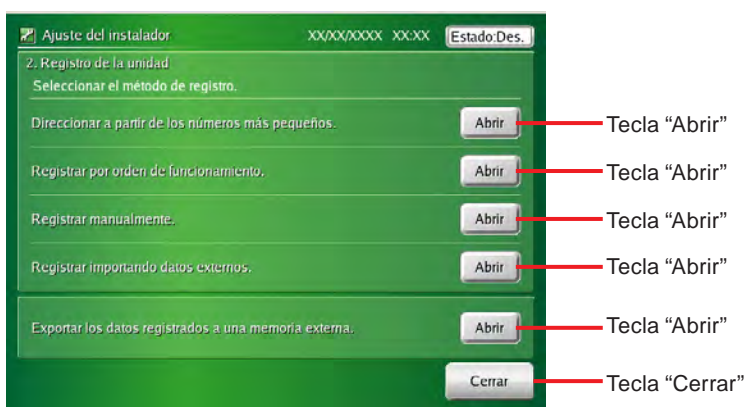 Ajuste del instalador XX/XX/XXXX XX:XX Estado:Des.
2. Registro de la unidad
Seleccionar el método de registro.
Direccionar a partir de los números más pequeños. Abrir Tecla “Abrir”
Registrar por orden de funcionamiento. Abrir Tecla “Abrir”
Registrar manualmente. Abrir Tecla “Abrir”
Registrar importando datos externos. Abrir Tecla “Abrir”
Exportar los datos registrados a una memoria externa. Abrir Tecla “Abrir”
Cerrar Tecla “Cerrar”